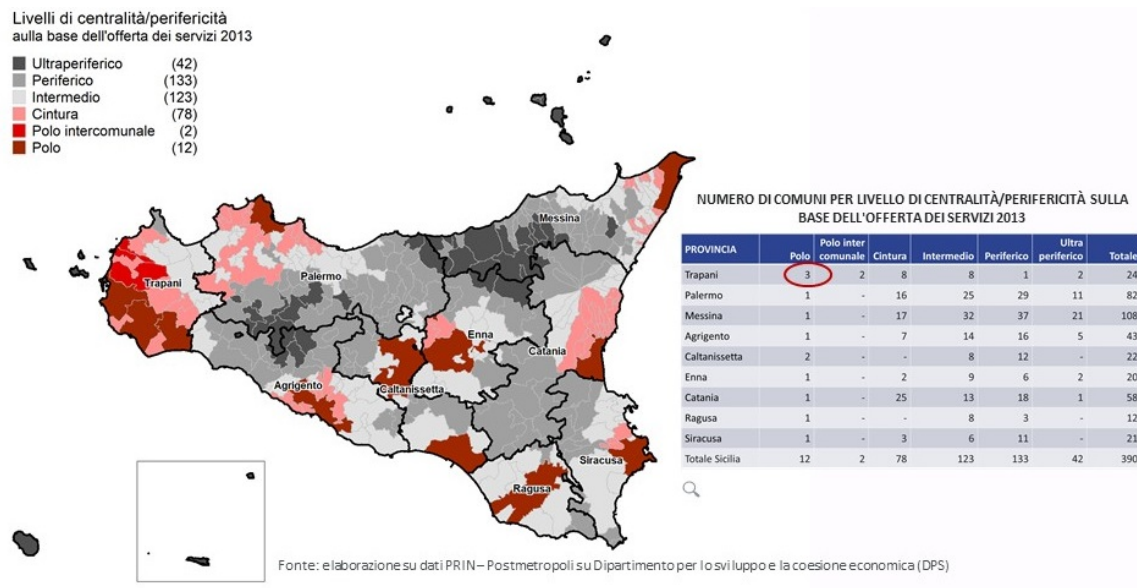 Livelli di centralità/perifericità
aulla base dell'offerta dei servizi 2013
Ultraperiferico (42)
Periferico (133)
Intermedio (123)
Cintura (78)
Polo intercomunale (2)
Polo (12)
Messina
Palermo
Trapani
Enna
Catania
Agrigento
Caltanissetta
Siracusa
Ragusa
NUMERO DI COMUNI PER LIVELLO DI CENTRALITÀ/PERIFERICITÀ SULLA
BASE DELL'OFFERTA DEI SERVIZI 2013
PROVINCIA Polo Polo inter comunale Cintura Intermedio Periferico Ultra periferico Totale
Trapani 3 2 8 8 1 2 24
Palermo 1 - 16 25 29 11 82
Messina 1 - 17 32 37 21 108
Agrigento 1 - 7 14 16 5 43
Caltanissetta 2 - - 8 12 - 22
Enna 1 - 2 9 6 2 20
Catania 1 - 25 13 18 1 58
Ragusa 1 - - 8 3 - 12
Siracusa 1 - 3 6 11 - 21
Totale Sicilia 12 2 78 123 133 42 390
Fonte: elaborazione su dati PRIN – Postmetropoli su Dipartimento per lo sviluppo e la coesione economica (DPS)